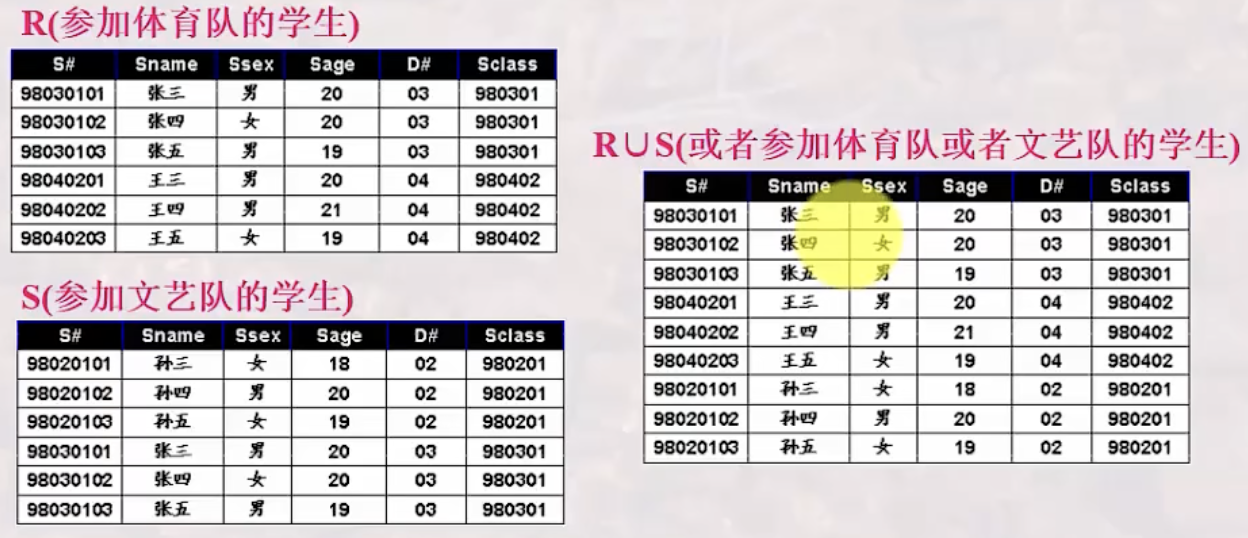 R(参加体育队的学生)
S# Sname Ssex Sage D# Sclass
98030101 张三 男 20 03 980301
98030102 张四 女 20 03 980301
98030103 张五 男 19 03 980301
98040201 王三 男 20 04 980402
98040202 王四 男 21 04 980402
98040203 王五 女 19 04 980402
S(参加文艺队的学生)
S# Sname Ssex Sage D# Sclass
98020101 孙三 女 18 02 980201
98020102 孙四 男 20 02 980201
98020103 孙五 女 19 02 980201
98030101 张三 男 20 03 980301
98030102 张四 女 20 03 980301
98030103 张五 男 19 03 980301
R∪S(或者参加体育队或者文艺队的学生)
S# Sname Ssex Sage D# Sclass
98030101 张三 男 20 03 980301
98030102 张四 女 20 03 980301
98030103 张五 男 19 03 980301
98040201 王三 男 20 04 980402
98040202 王四 男 21 04 980402
98040203 王五 女 19 04 980402
98020101 孙三 女 18 02 980201
98020102 孙四 男 20 02 980201
98020103 孙五 女 19 02 980201